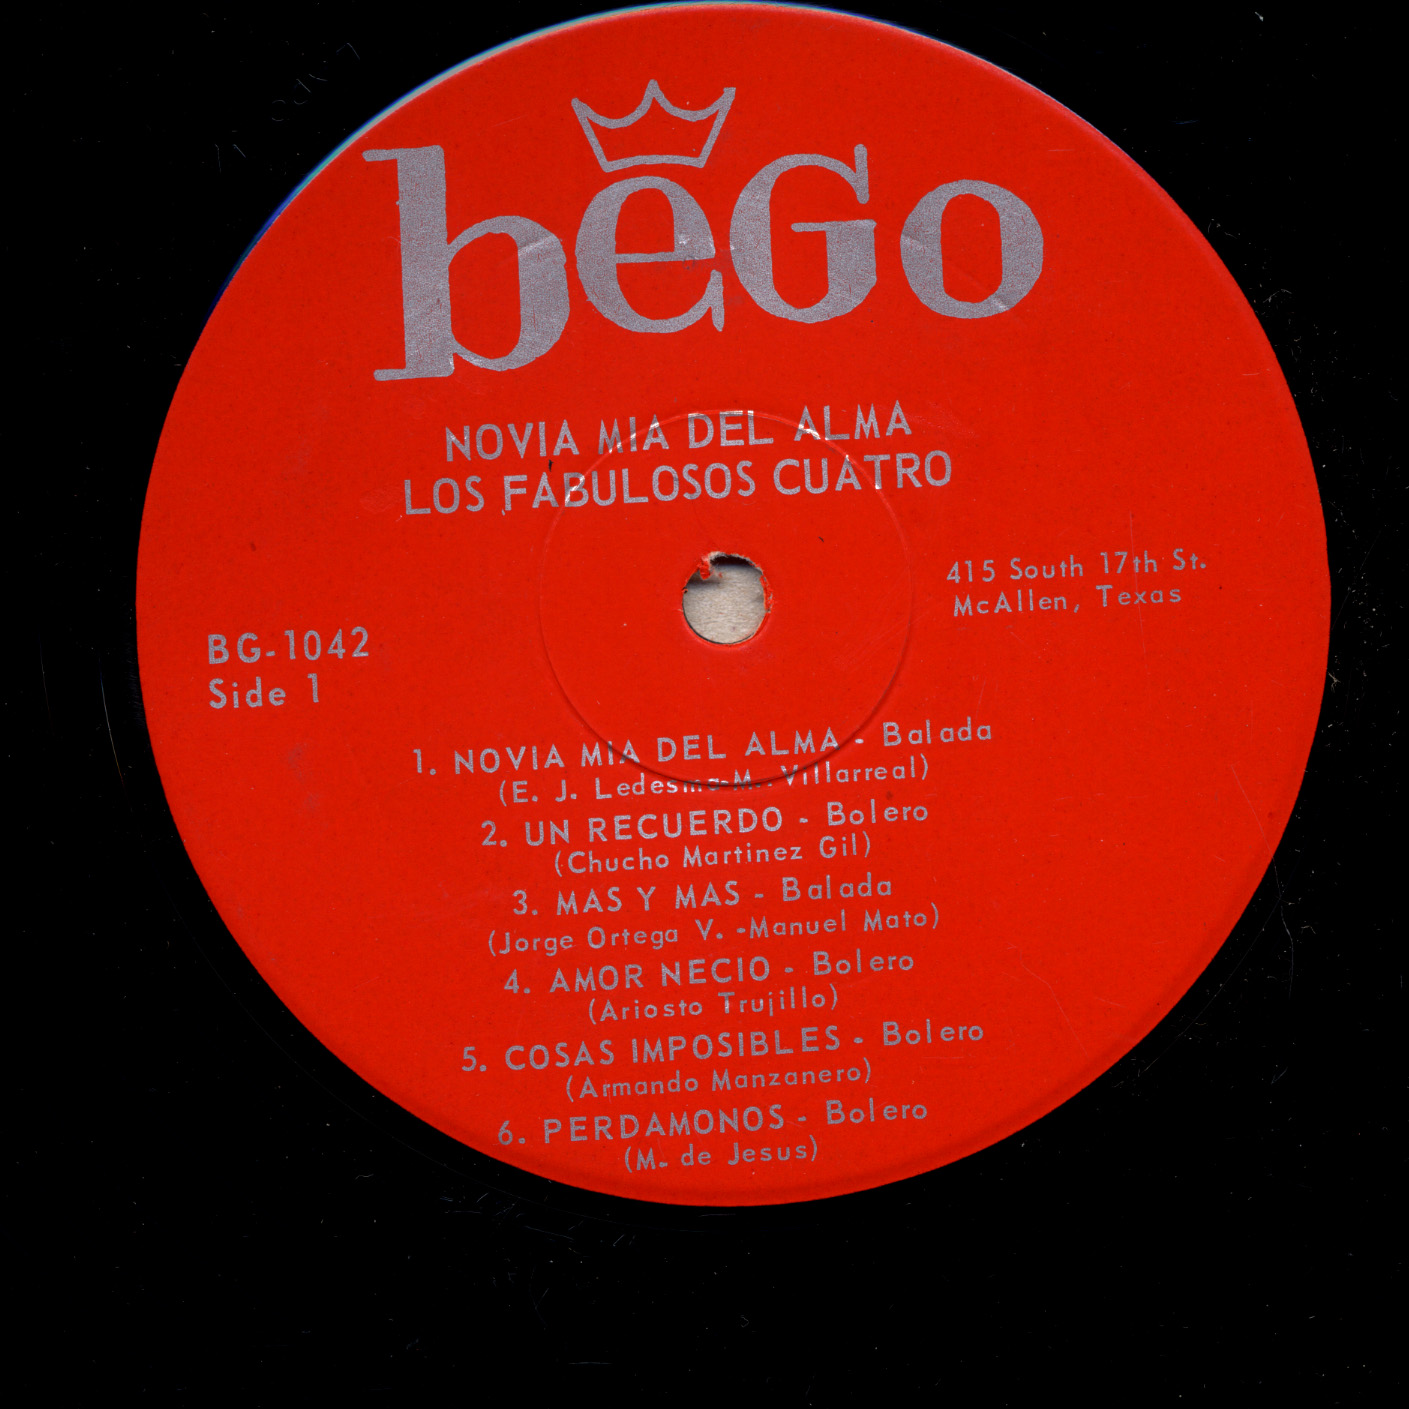 beGo
NOVIA MIA DEL ALMA
LOS FABULOSOS CUATRO
415 South 17th St.
McAllen, Texas
BG-1042
Side 1
1. NOVIA MIA DEL ALMA - Balada
(E. J. Ledesma-M. Villarreal)
2. UN RECUERDO - Bolero
(Chucho Martinez Gil)
3. MAS Y MAS - Balada
(Jorge Ortega V. -Manuel Mato)
4. AMOR NECIO - Bolero
(Ariosto Trujillo)
5. COSAS IMPOSIBLES - Bolero
(Armando Manzanero)
6. PERDAMONOS - Bolero
(M. de Jesus)